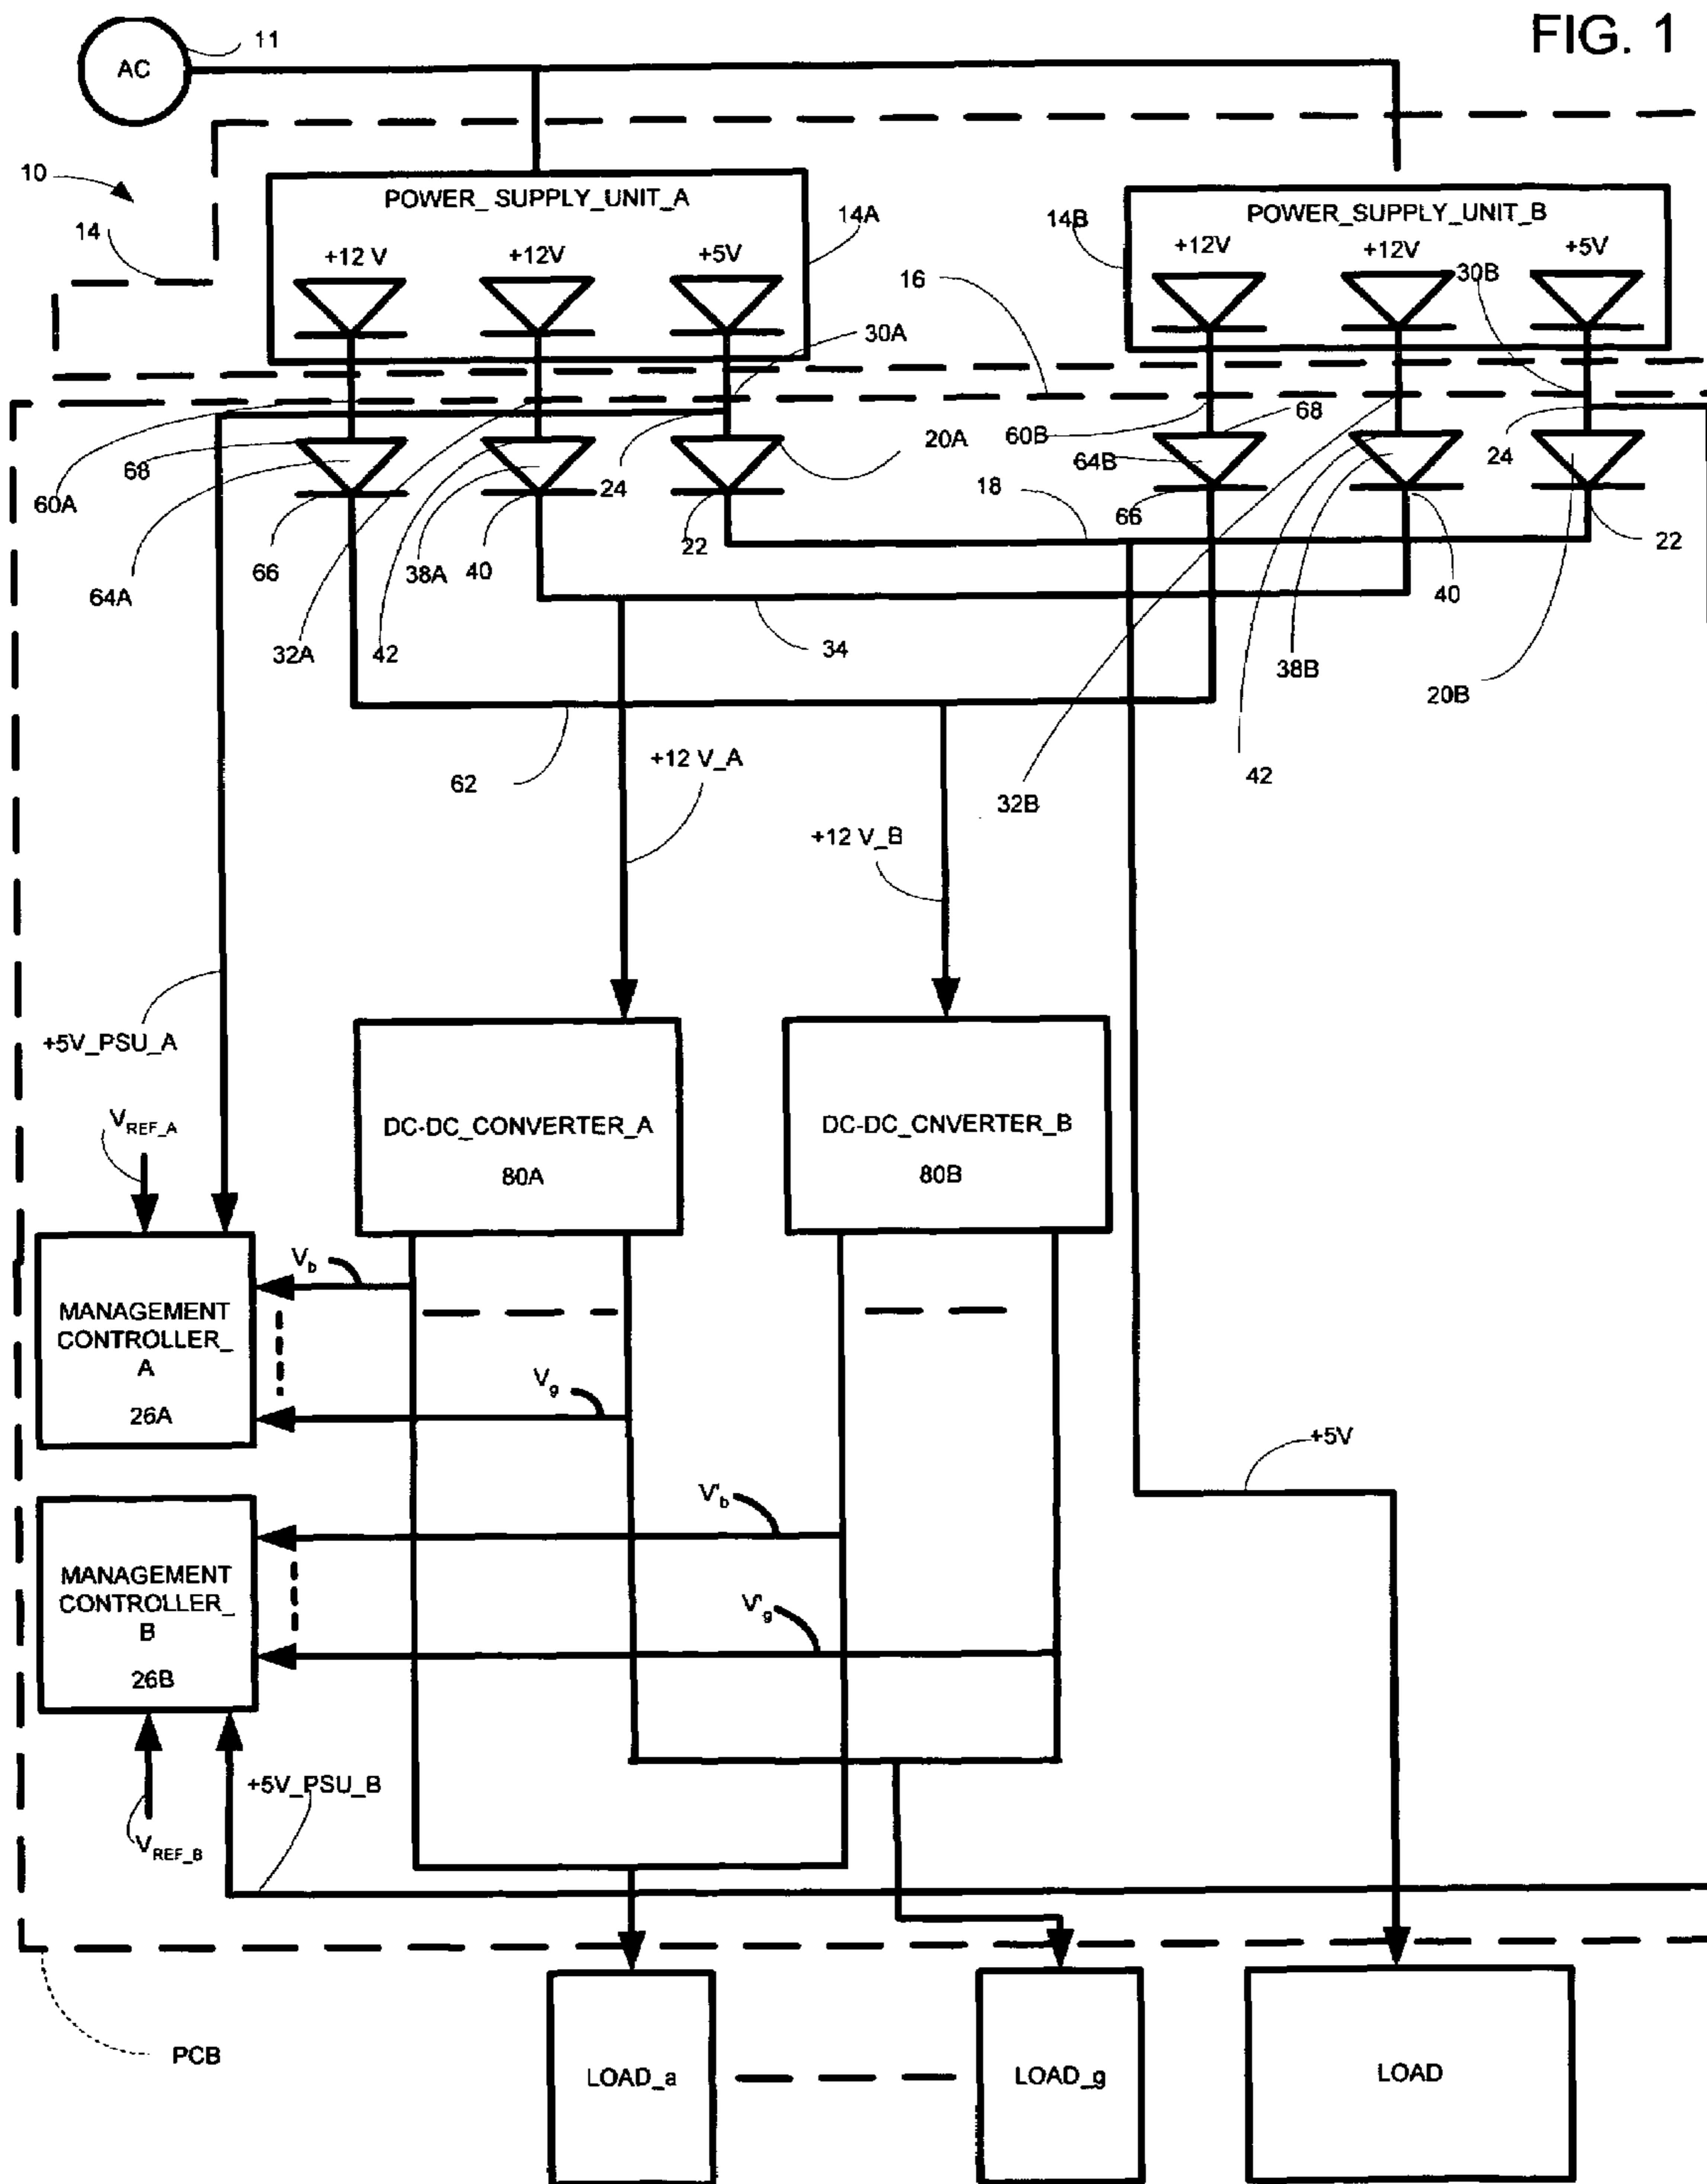 FIG. 1
11
AC
10
14
POWER_ SUPPLY_UNIT_A
14A
14B
POWER_SUPPLY_UNIT_B
+12 V
+12V
+5V
+12V
+12V
+5V
16
30A
30B
60A
68
24
20A
60B
68
64B
24
18
66
64A
38A
40
22
66
40
22
32A
42
34
38B
20B
62
+12 V_A
32B
42
+12 V_B
+5V_PSU_A
VREF_A
DC-DC_CONVERTER_A
80A
DC-DC_CNVERTER_B
80B
Vb
MANAGEMENT
CONTROLLER_
A
26A
Vg
+5V
V'b
MANAGEMENT
CONTROLLER_
B
26B
V'g
+5V_PSU_B
VREF_B
PCB
LOAD_a
LOAD_g
LOAD